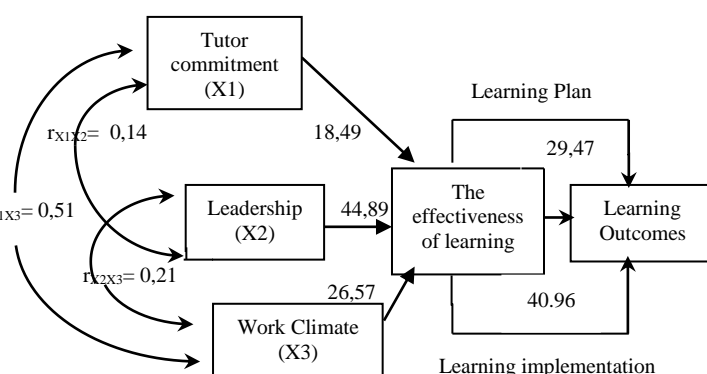 Tutor
commitment
(X1)
Learning Plan
rX1X2= 0,14
18,49
29,47
1X3= 0,51
Leadership
(X2)
44,89
The
effectiveness
of learning
Learning
Outcomes
rX2X3= 0,21
26,57
40.96
Work Climate
(X3)
Learning implementation